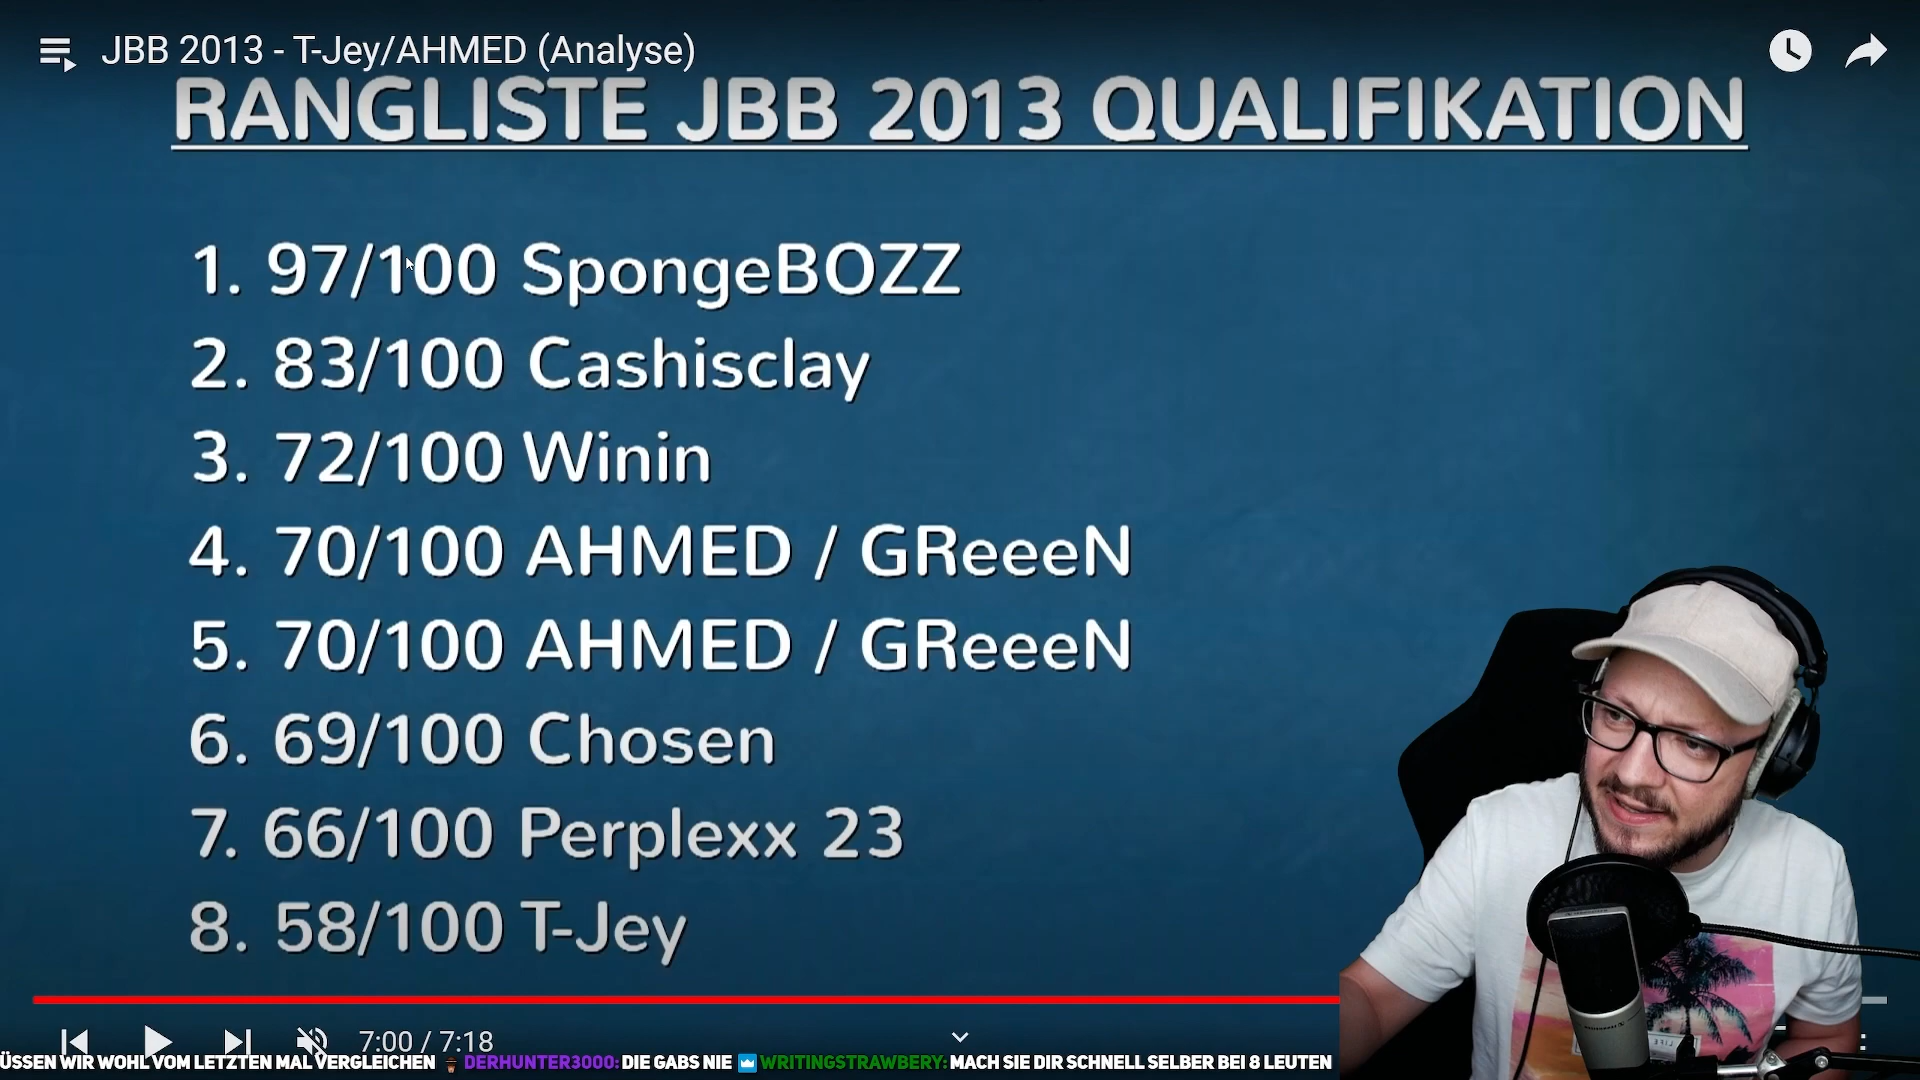 JBB 2013 - T-Jey/AHMED (Analyse)
RANGLISTE JBB 2013 QUALIFIKATION
1. 97/100 SpongeBOZZ
2. 83/100 Cashisclay
3. 72/100 Winin
4. 70/100 AHMED / GReeeN
5. 70/100 AHMED / GReeeN
6. 69/100 Chosen
7. 66/100 Perplexx 23
8. 58/100 T-Jey
7:00 / 7:18
ÜSSEN WIR WOHL VOM LETZTEN MAL VERGLEICHEN DERHUNTER3000: DIE GABS NIE WRITINGSTRAWBERY: MACH SIE DIR SCHNELL SELBER BEI 8 LEUTEN
LIFE